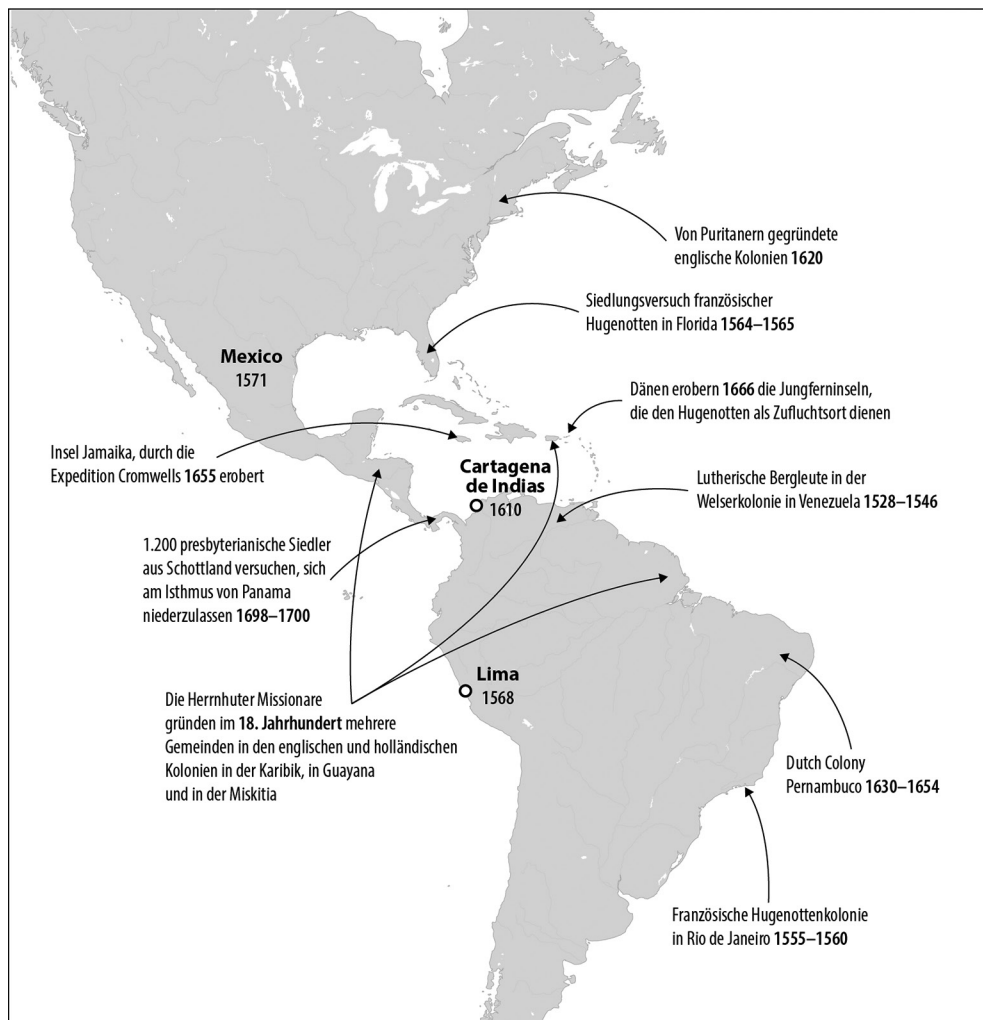 Von Puritanern gegründete
englische Kolonien 1620
Siedlungsversuch französischer
Hugenotten in Florida 1564–1565
Mexico
1571
Dänen erobern 1666 die Jungferninseln,
die den Hugenotten als Zufluchtsort dienen
Insel Jamaika, durch die
Expedition Cromwells 1655 erobert
Cartagena
de Indias
1610
Lutherische Bergleute in der
Welserkolonie in Venezuela 1528–1546
1.200 presbyterianische Siedler
aus Schottland versuchen, sich
am Isthmus von Panama
niederzulassen 1698–1700
Lima
1568
Die Herrnhuter Missionare
gründen im 18. Jahrhundert mehrere
Gemeinden in den englischen und holländischen
Kolonien in der Karibik, in Guayana
und in der Miskitia
Dutch Colony
Pernambuco 1630–1654
Französische Hugenottenkolonie
in Rio de Janeiro 1555–1560